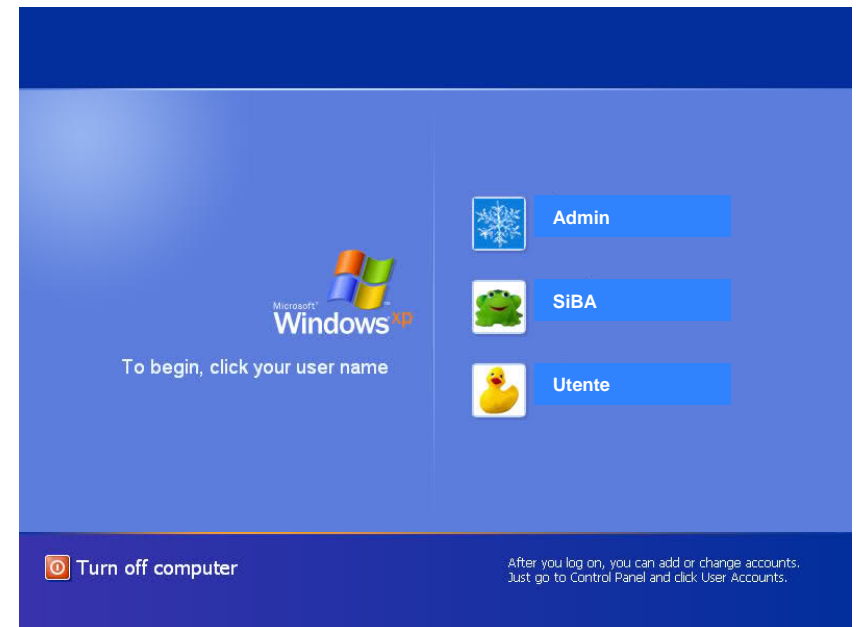 Microsoft®
Windows xp
To begin, click your user name
Admin
SiBA
Utente
Turn off computer
After you log on, you can add or change accounts.
Just go to Control Panel and click User Accounts.